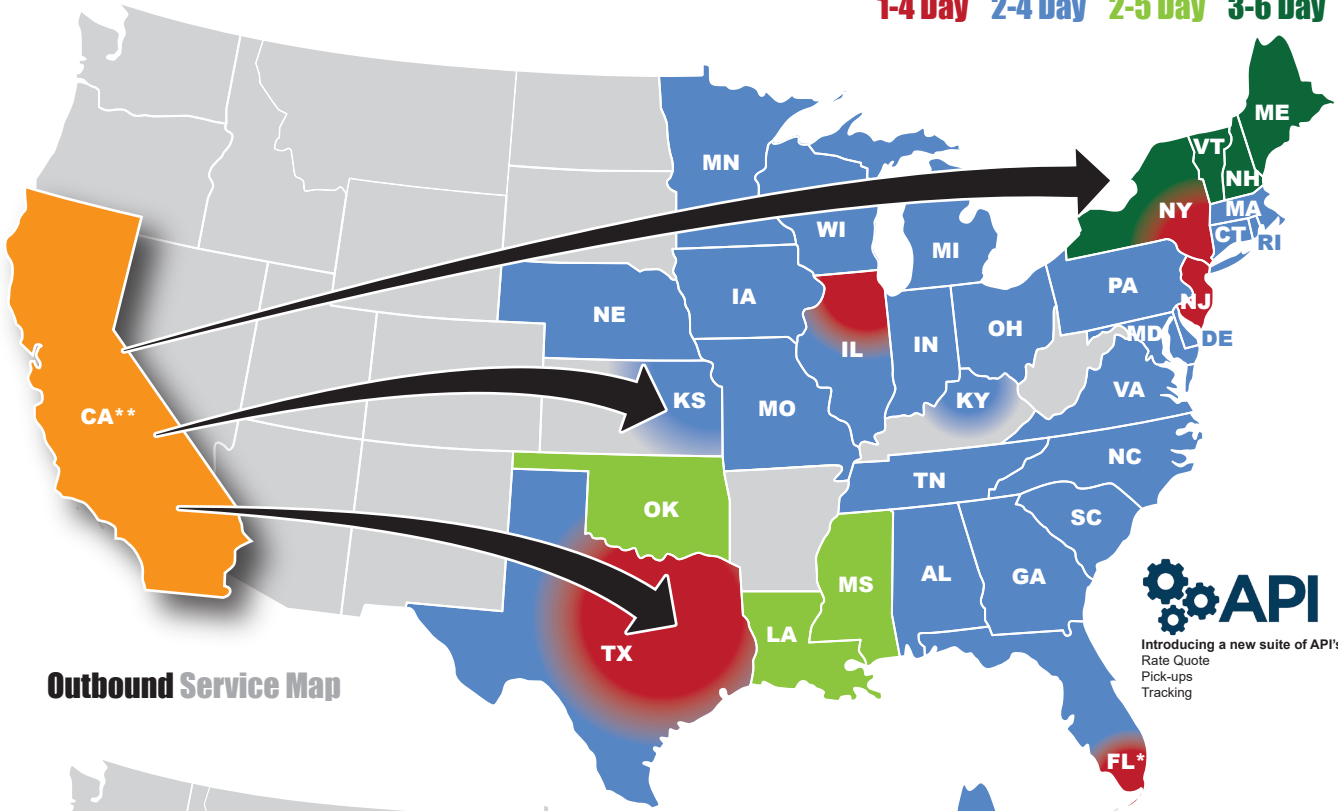 1-4 Day 2-4 Day 2-5 Day 3-6 Day
ME
VT
MN
NH
NY
MA
WI
CT
RI
MI
PA
IA
NJ
NE
OH
MD
DE
IN
IL
VA
KS
KY
MO
CA**
NC
TN
OK
SC
AL
GA
MS
API
LA
Introducing a new suite of API's
TX
Rate Quote
Pick-ups
Outbound Service Map
Tracking
FL*